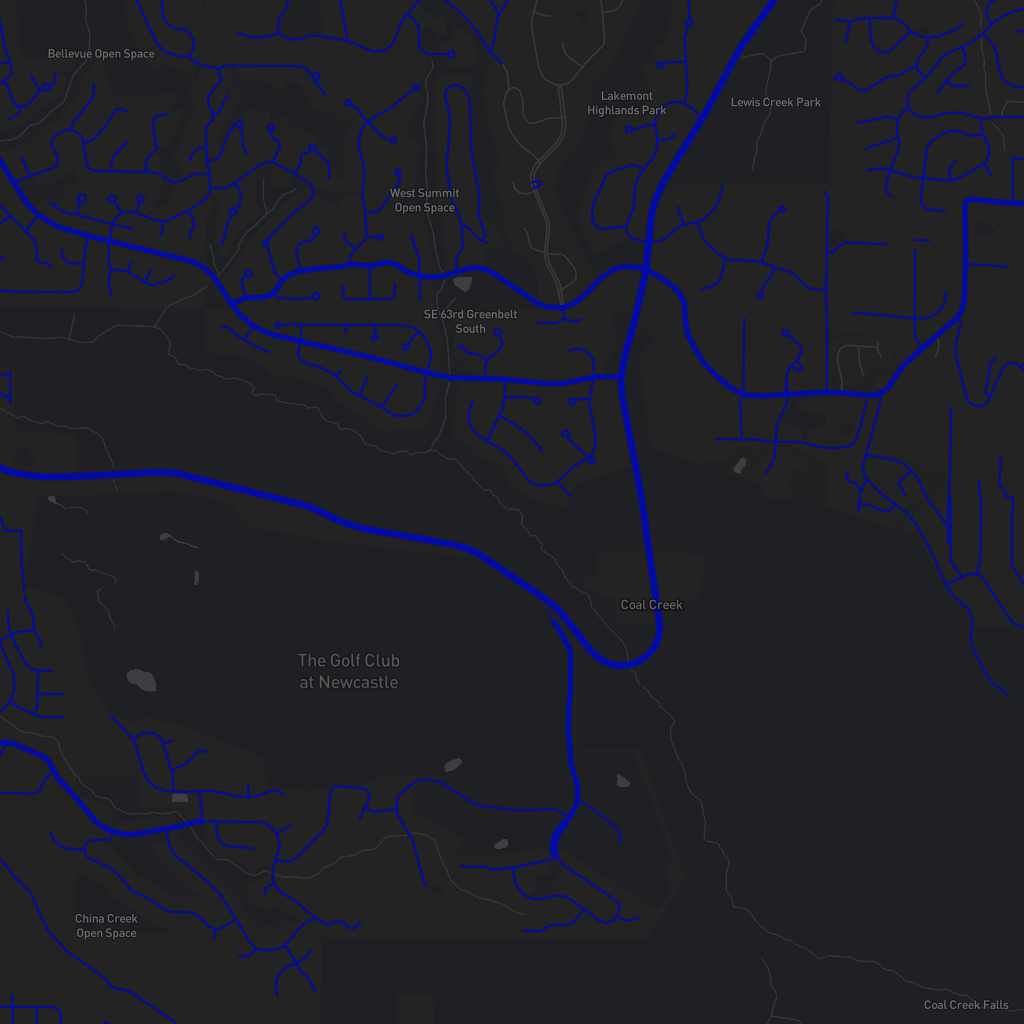 Bellevue Open Space
Lakemont
Highlands Park
Lewis Creek Park
West Summit
Open Space
SE 63rd Greenbelt
South
Coal Creek
The Golf Club
at Newcastle
China Creek
Open Space
Coal Creek Falls